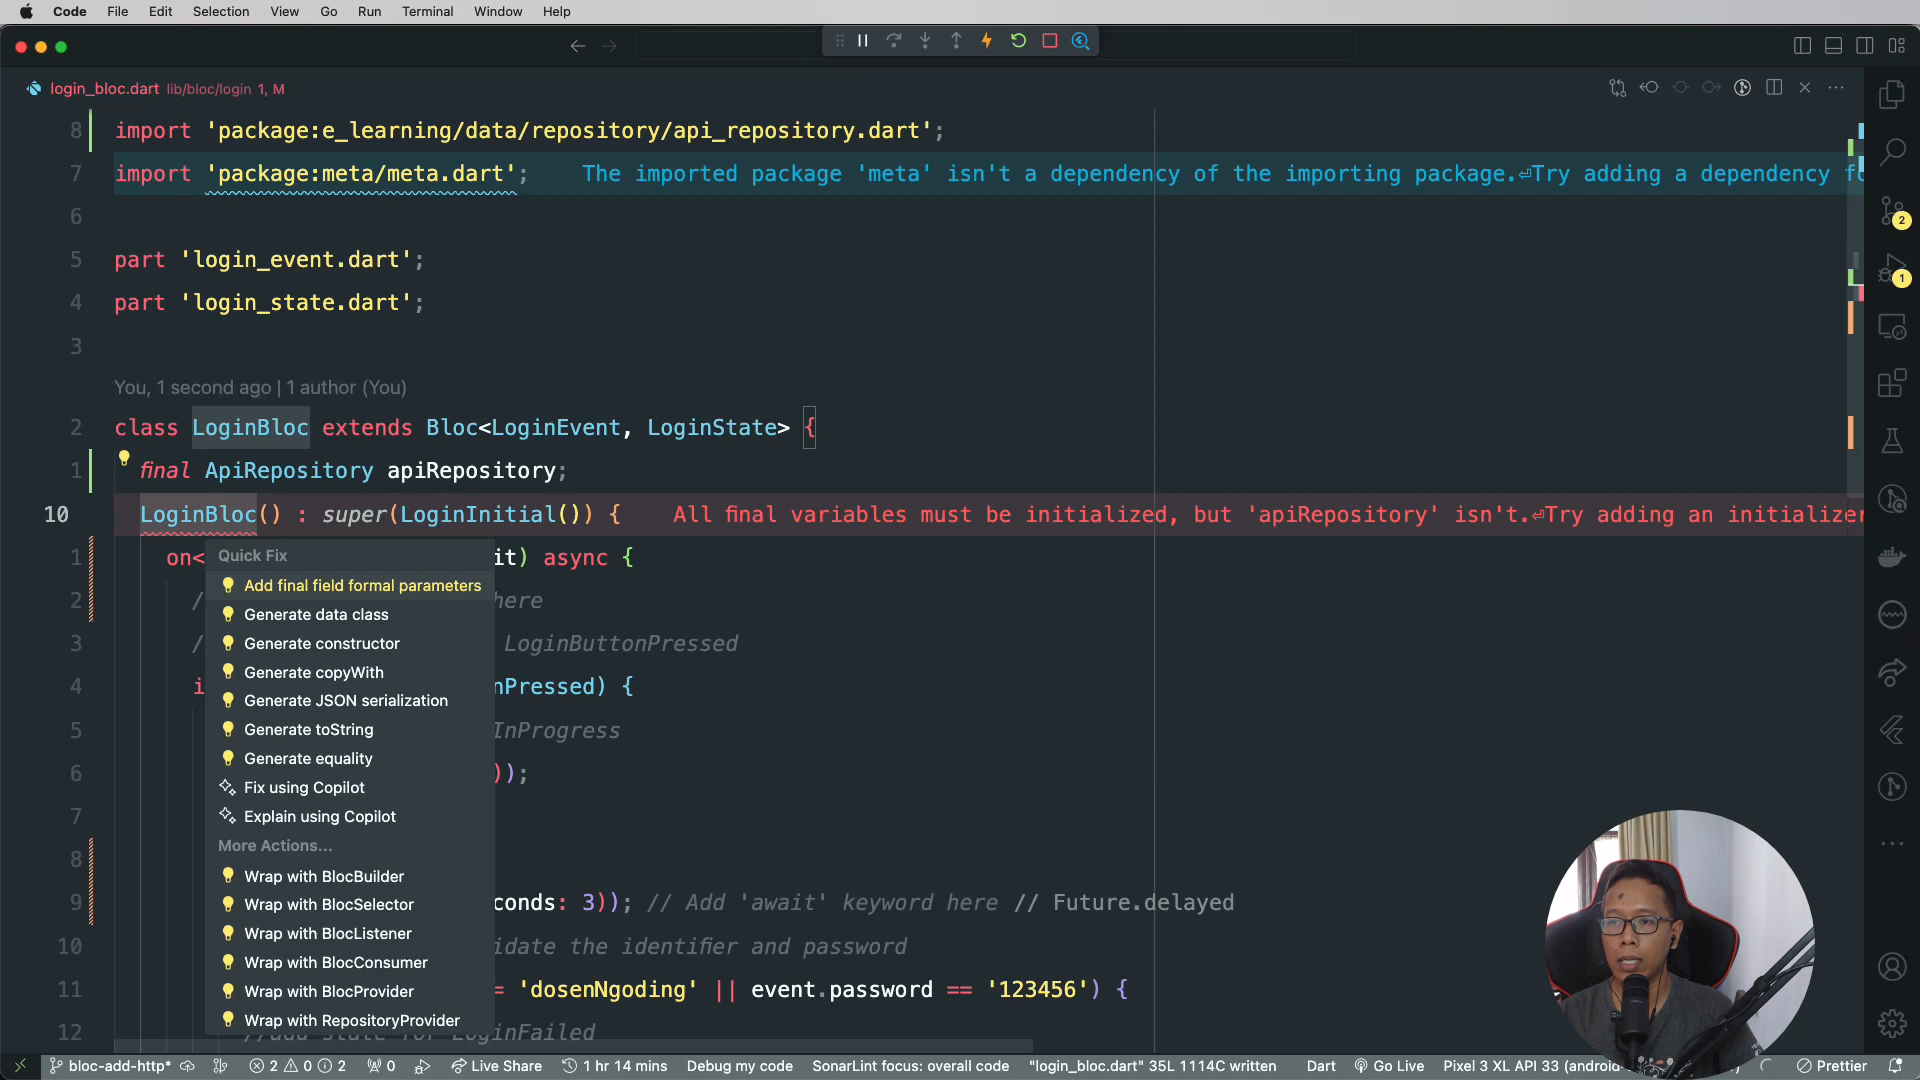 Code File Edit Selection View Go Run Terminal Window Help
login_bloc.dart lib/bloc/login 1, M
8 import 'package:e_learning/data/repository/api_repository.dart';
7 import 'package:meta/meta.dart'; The imported package 'meta' isn't a dependency of the importing package.⏎Try adding a dependency fo
6
5 part 'login_event.dart';
4 part 'login_state.dart';
3
You, 1 second ago | 1 author (You)
2 class LoginBloc extends Bloc<LoginEvent, LoginState> {
1 final ApiRepository apiRepository;
10 LoginBloc() : super(LoginInitial()) { All final variables must be initialized, but 'apiRepository' isn't.⏎Try adding an initializer
1 on< it) async {
2 / here
3 / LoginButtonPressed
4 i nPressed) {
5 InProgress
6 ));
7
8
9 conds: 3)); // Add 'await' keyword here // Future.delayed
10 idate the identifier and password
11 = 'dosenNgoding' || event.password == '123456') {
12 //add state for LoginFailed
Quick Fix
Add final field formal parameters
Generate data class
Generate constructor
Generate copyWith
Generate JSON serialization
Generate toString
Generate equality
Fix using Copilot
Explain using Copilot
More Actions...
Wrap with BlocBuilder
Wrap with BlocSelector
Wrap with BlocListener
Wrap with BlocConsumer
Wrap with BlocProvider
Wrap with RepositoryProvider
2
1
bloc-add-http* 2 0 2 0 Live Share 1 hr 14 mins Debug my code SonarLint focus: overall code "login_bloc.dart" 35L 1114C written Dart Go Live Pixel 3 XL API 33 (android- Prettier